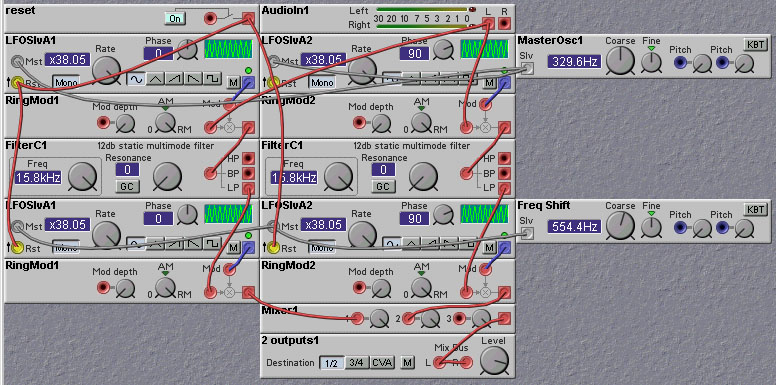 reset On AudioIn1 Left Right 30 20 10 5 4 3 2 1 0 L R
LFOSlvA1 Rate Phase 0 LFOSlvA2 Rate Phase 90 MasterOsc1 Coarse Fine Pitch Pitch KBT
Mst x38.05 Mst x38.05 Slv 329.6Hz
Rst Mono M Rst Mono M
RingMod1 Mod depth AM Mod 0 RM RingMod2 Mod depth AM Mod 0 RM
FilterC1 12db static multimode filter FilterC1 12db static multimode filter
Freq Resonance HP Freq Resonance HP
15.8kHz 0 BP 15.8kHz 0 BP
GC LP GC LP
LFOSlvA1 Rate Phase 0 LFOSlvA2 Rate Phase 90 Freq Shift Coarse Fine Pitch Pitch KBT
Mst x38.05 Mst x38.05 Slv 554.4Hz
Rst Mono M Rst M
RingMod1 Mod depth AM Mod 0 RM RingMod2 Mod depth AM Mod 0 RM
Mixer1 1 2 3
2 outputs1 Mix Bus Level
Destination 1/2 3/4 CVA M L R